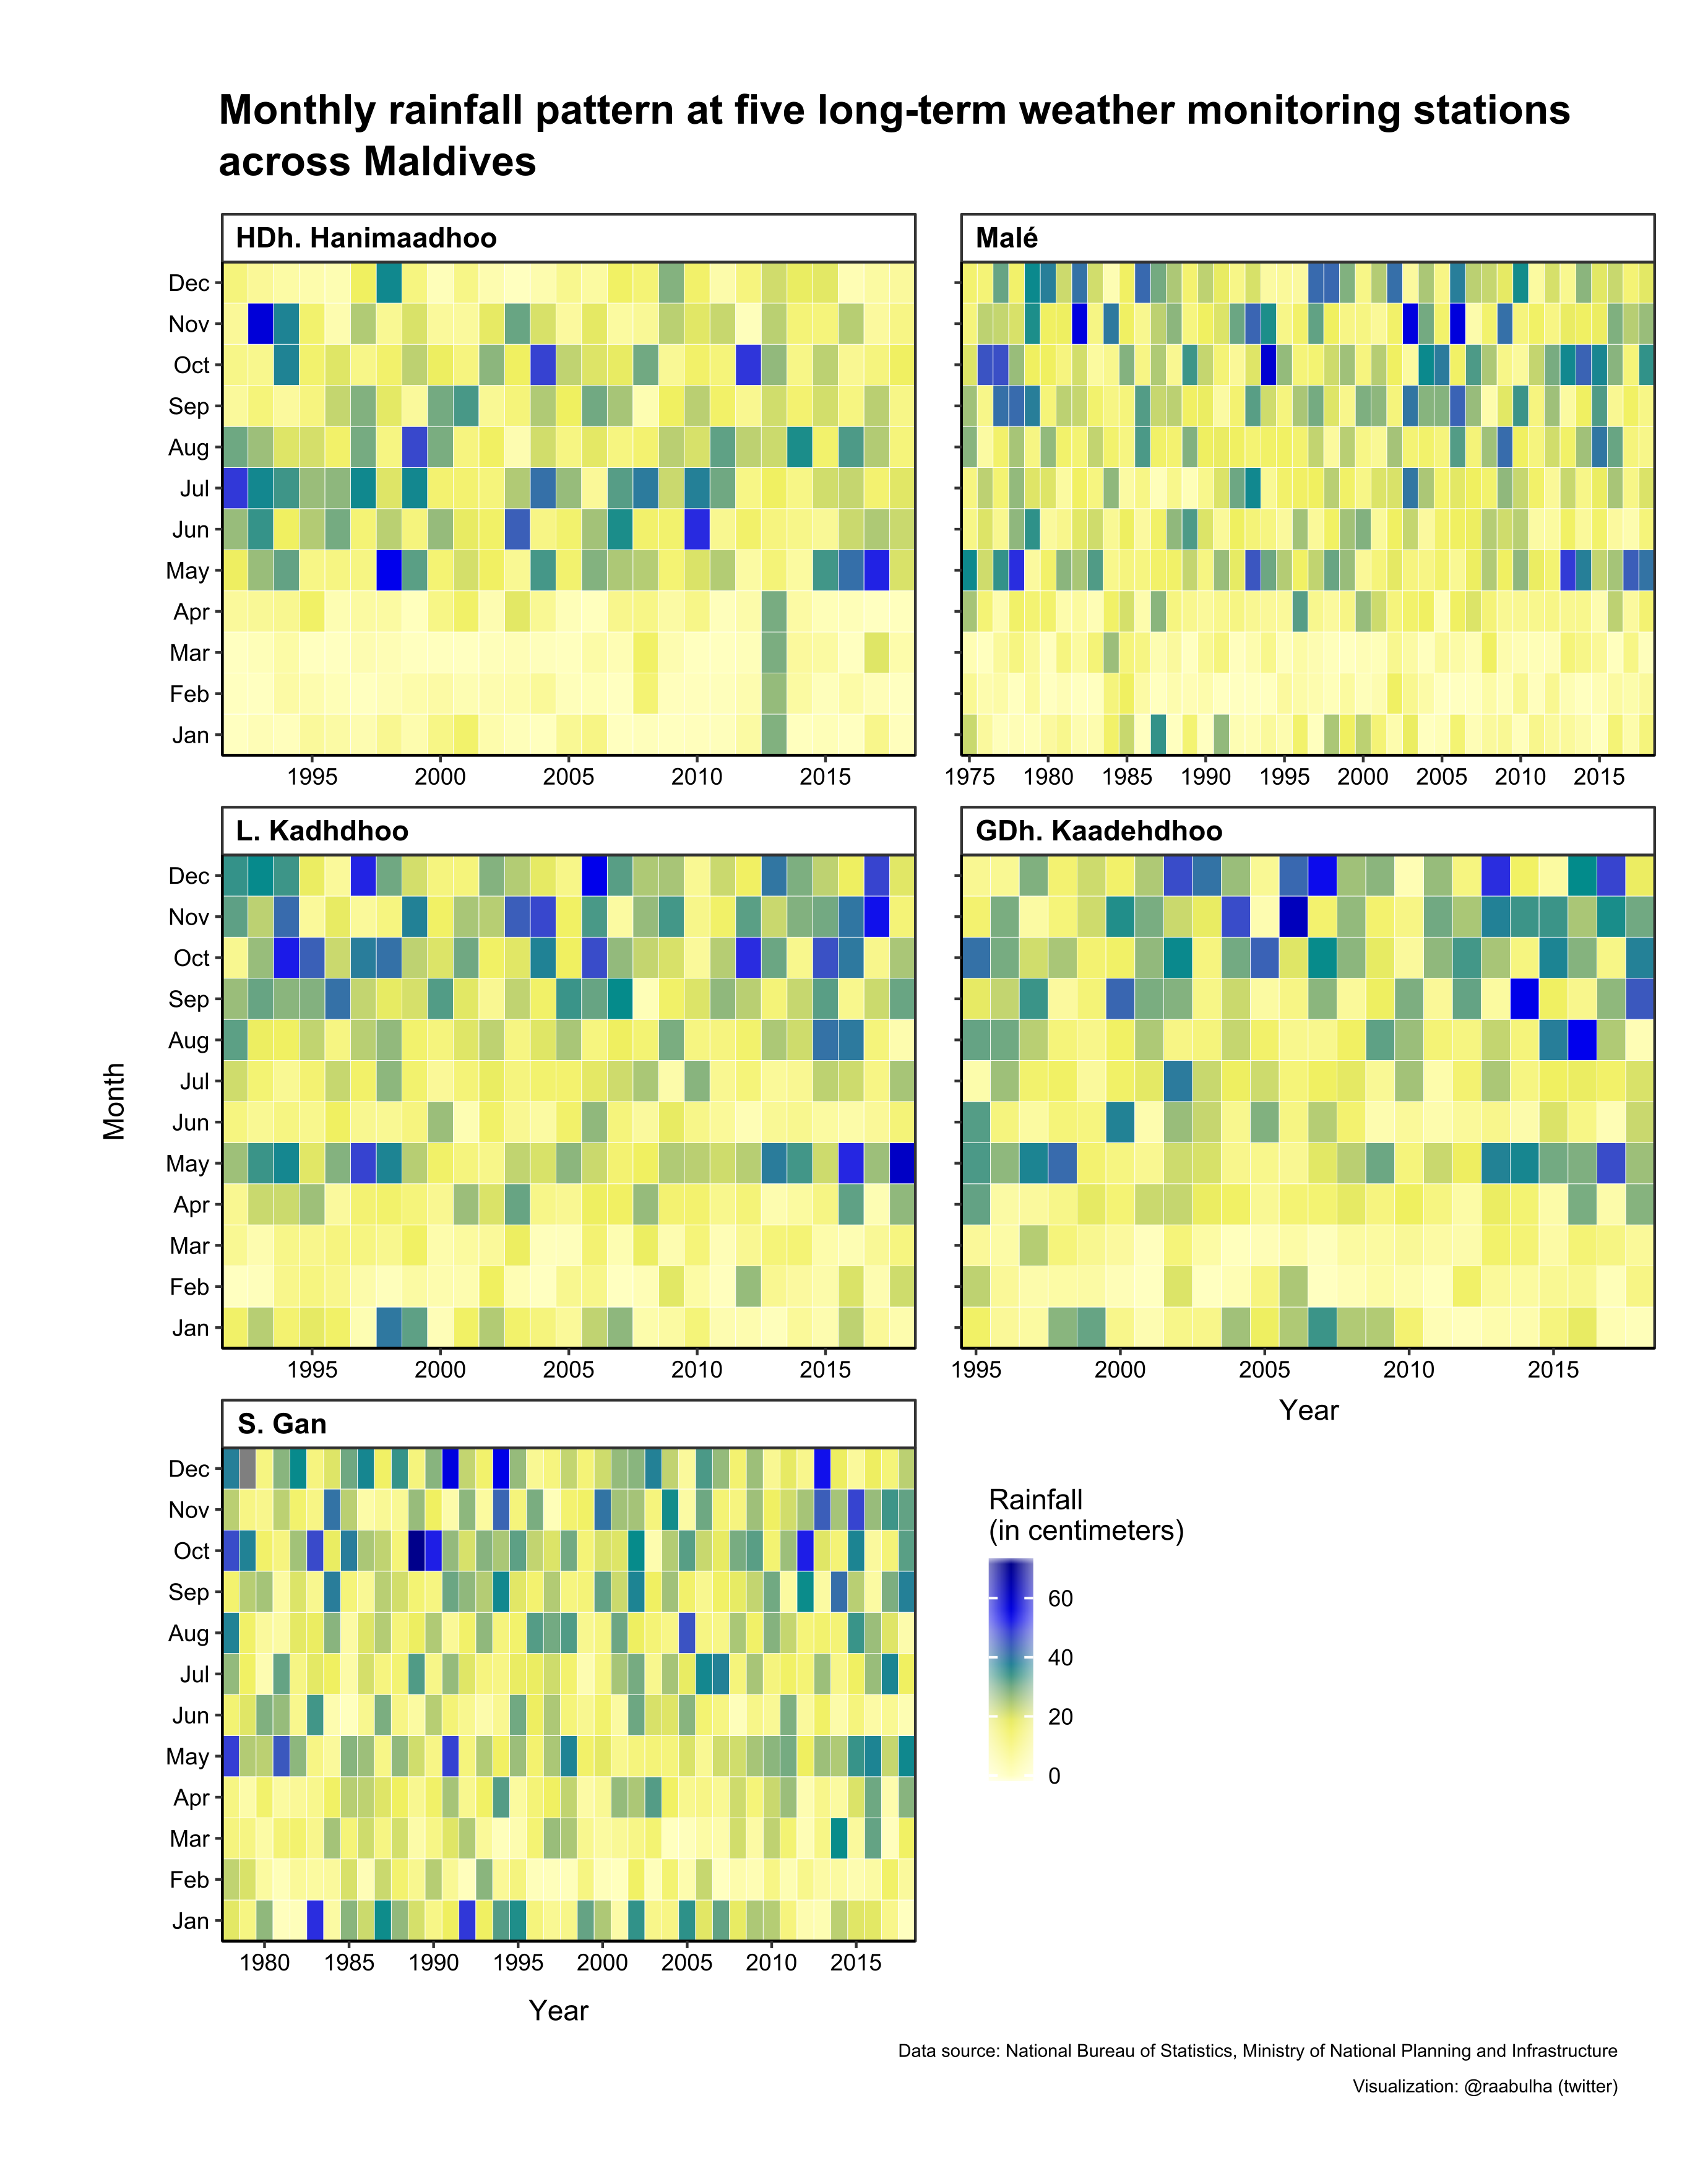 Monthly rainfall pattern at five long-term weather monitoring stations
across Maldives
HDh. Hanimaadhoo
Dec
Nov
Oct
Sep
Aug
Jul
Jun
May
Apr
Mar
Feb
Jan
1995 2000 2005 2010 2015
Malé
1975 1980 1985 1990 1995 2000 2005 2010 2015
Month
L. Kadhdhoo
Dec
Nov
Oct
Sep
Aug
Jul
Jun
May
Apr
Mar
Feb
Jan
1995 2000 2005 2010 2015
GDh. Kaadehdhoo
1995 2000 2005 2010 2015
Year
S. Gan
Dec
Nov
Oct
Sep
Aug
Jul
Jun
May
Apr
Mar
Feb
Jan
1980 1985 1990 1995 2000 2005 2010 2015
Year
Rainfall
(in centimeters)
60
40
20
0
Data source: National Bureau of Statistics, Ministry of National Planning and Infrastructure
Visualization: @raabulha (twitter)